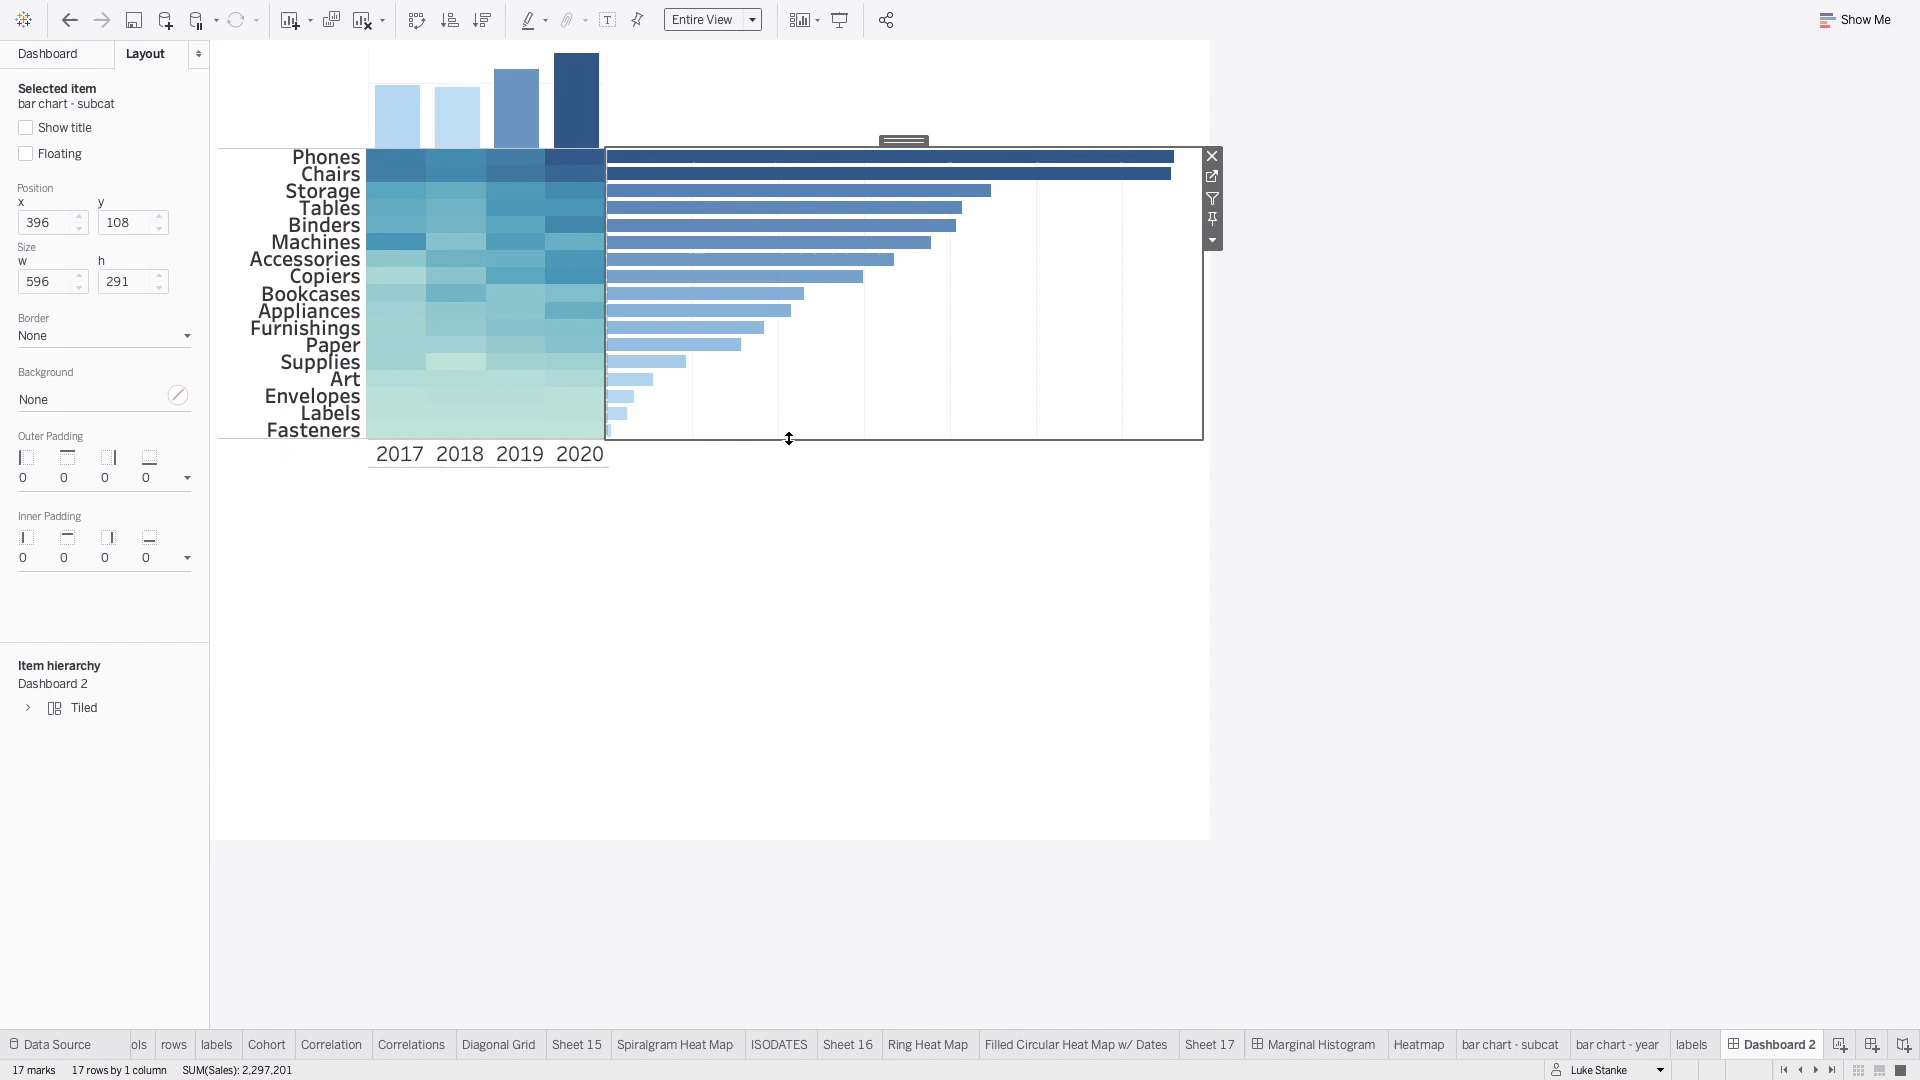 Entire View
Show Me
Dashboard
Layout
Selected item
bar chart - subcat
Show title
Floating
Position
x
y
396
108
Size
w
h
596
291
Border
None
Background
None
Outer Padding
0
0
0
0
Inner Padding
0
0
0
0
Item hierarchy
Dashboard 2
Tiled
Phones
Chairs
Storage
Tables
Binders
Machines
Accessories
Copiers
Bookcases
Appliances
Furnishings
Paper
Supplies
Art
Envelopes
Labels
Fasteners
2017 2018 2019 2020
Data Source
ols
rows
labels
Cohort
Correlation
Correlations
Diagonal Grid
Sheet 15
Spiralgram Heat Map
ISODATES
Sheet 16
Ring Heat Map
Filled Circular Heat Map w/ Dates
Sheet 17
Marginal Histogram
Heatmap
bar chart - subcat
bar chart - year
labels
Dashboard 2
17 marks
17 rows by 1 column
SUM(Sales): 2,297,201
Luke Stanke